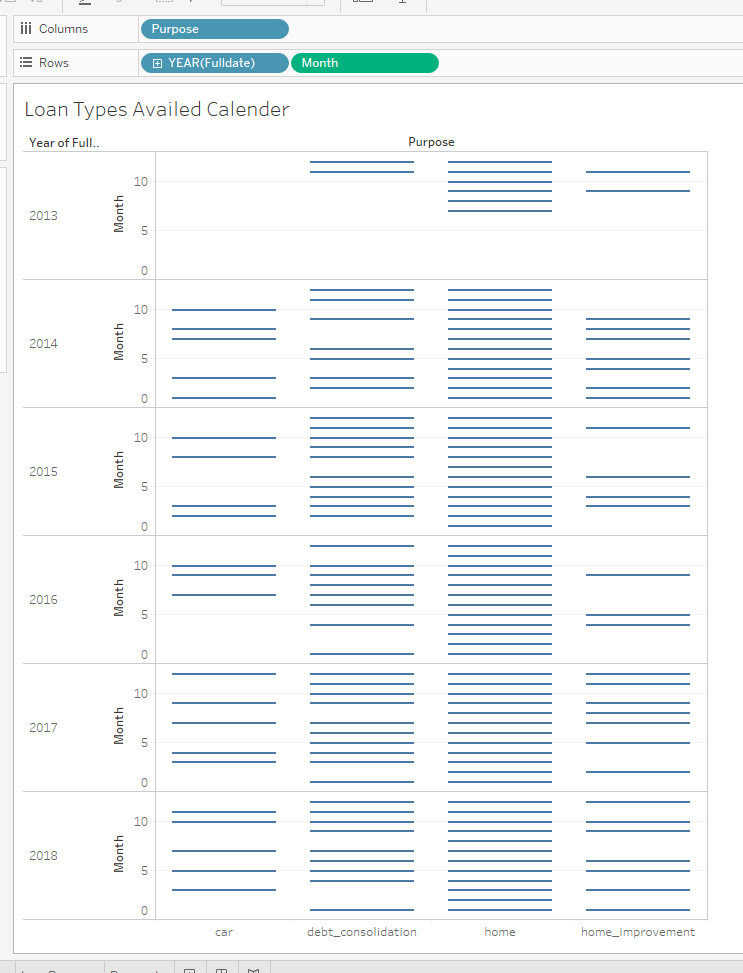 Columns
Purpose
Rows
YEAR(Fulldate)
Month
Loan Types Availed Calender
Year of Full..
Purpose
2013
Month
10
5
0
2014
Month
10
5
0
2015
Month
10
5
0
2016
Month
10
5
0
2017
Month
10
5
0
2018
Month
10
5
0
car
debt_consolidation
home
home_improvement